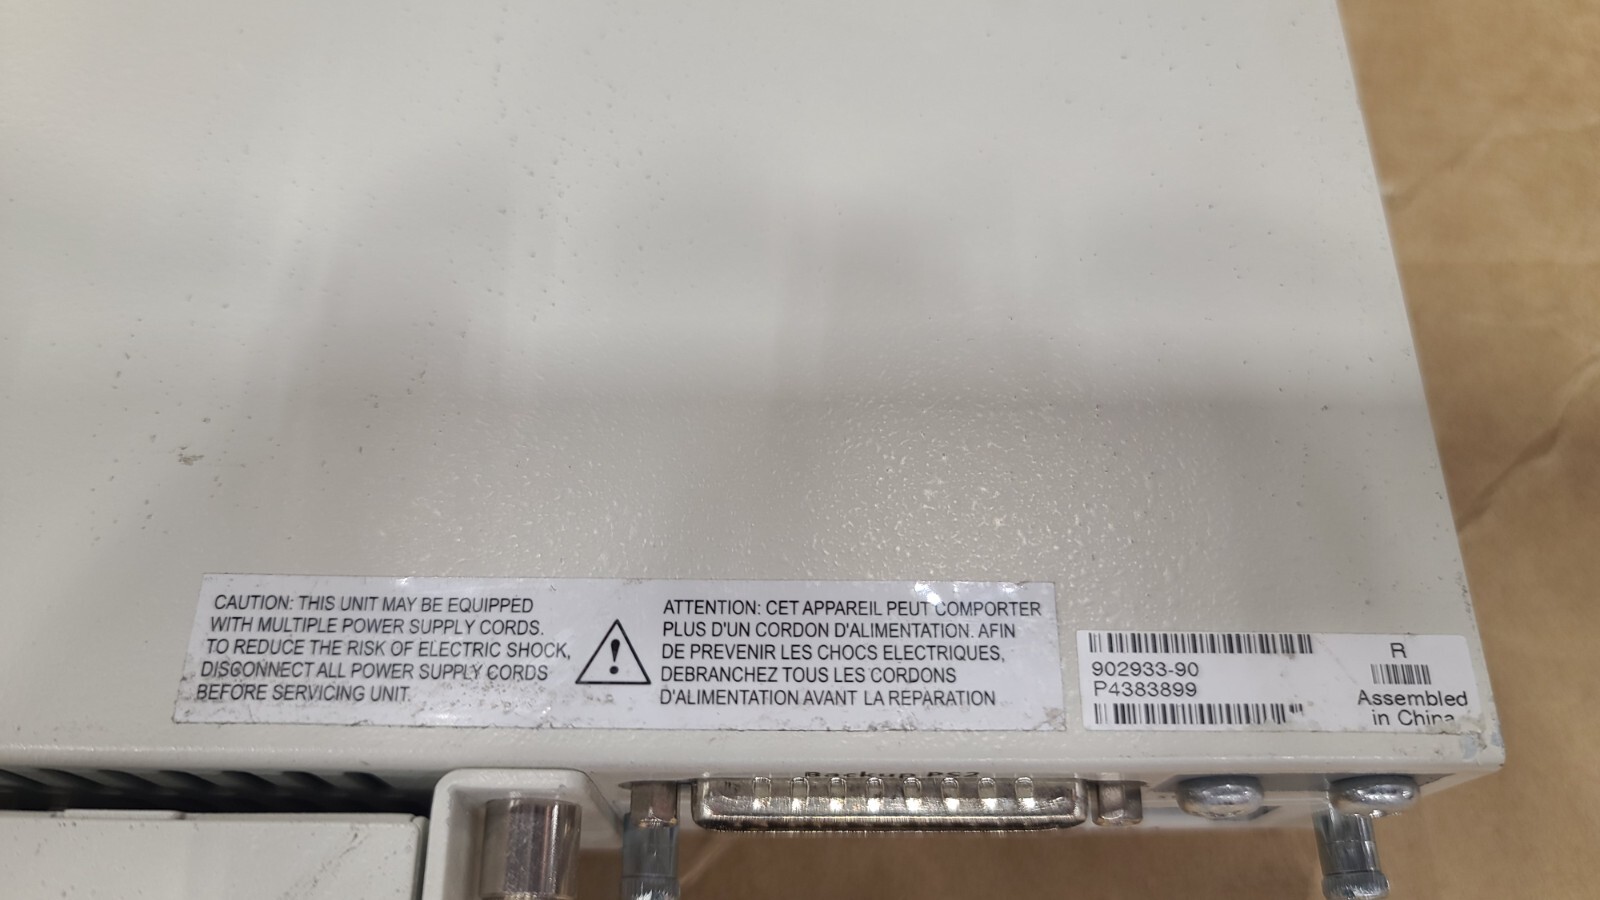 CAUTION: THIS UNIT MAY BE EQUIPPED
WITH MULTIPLE POWER SUPPLY CORDS.
TO REDUCE THE RISK OF ELECTRIC SHOCK,
DISCONNECT ALL POWER SUPPLY CORDS
BEFORE SERVICING UNIT.
ATTENTION: CET APPAREIL PEUT COMPORTER
PLUS D'UN CORDON D'ALIMENTATION. AFIN
DE PREVENIR LES CHOCS ELECTRIQUES,
DEBRANCHEZ TOUS LES CORDONS
D'ALIMENTATION AVANT LA REPARATION
902933-90
P4383899
R
Assembled
in China
Backup PS2